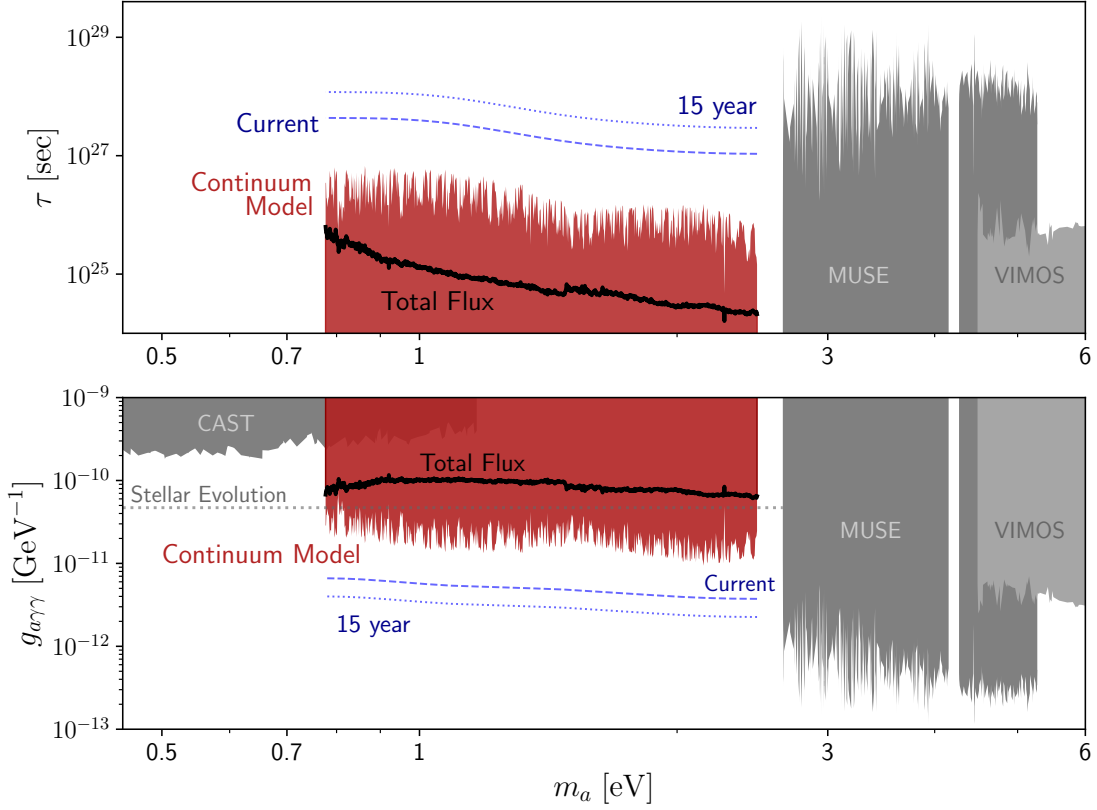 10^29
10^27
10^25
τ [sec]
15 year
Current
Continuum
Model
Total Flux
MUSE
VIMOS
0.5
0.7
1
3
6
10^-9
10^-10
10^-11
10^-12
10^-13
g_aγγ [GeV^-1]
CAST
Total Flux
Stellar Evolution
MUSE
VIMOS
Continuum Model
Current
15 year
0.5
0.7
1
3
6
m_a [eV]